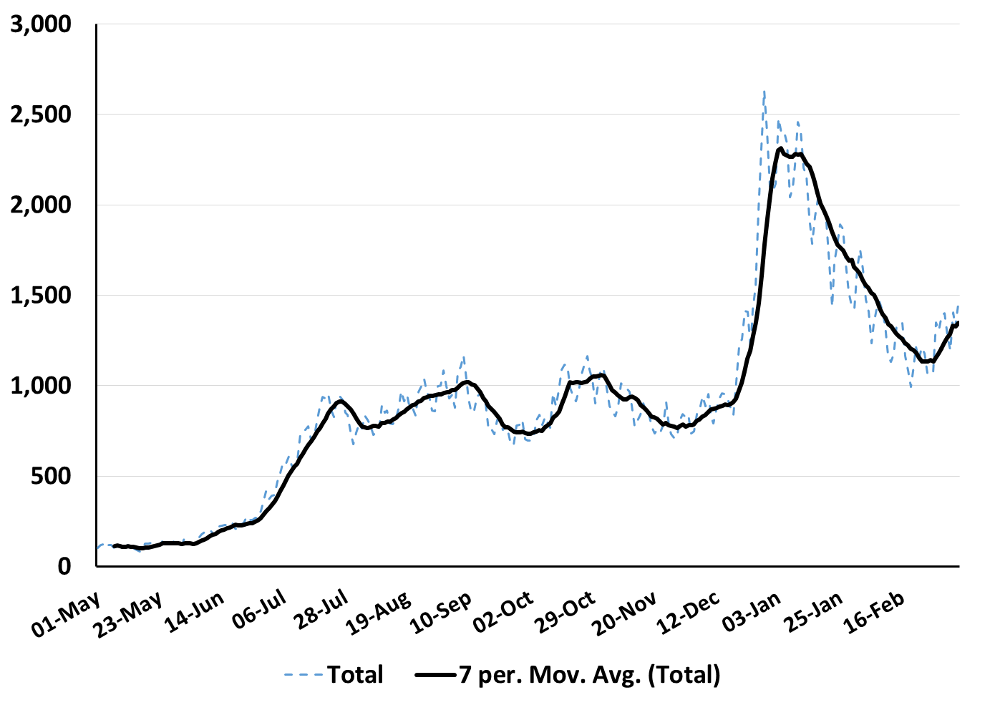 3,000
2,500
2,000
1,500
1,000
500
0
01-May
23-May
14-Jun
06-Jul
28-Jul
19-Aug
10-Sep
02-Oct
29-Oct
20-Nov
12-Dec
03-Jan
25-Jan
16-Feb
Total 7 per. Mov. Avg. (Total)